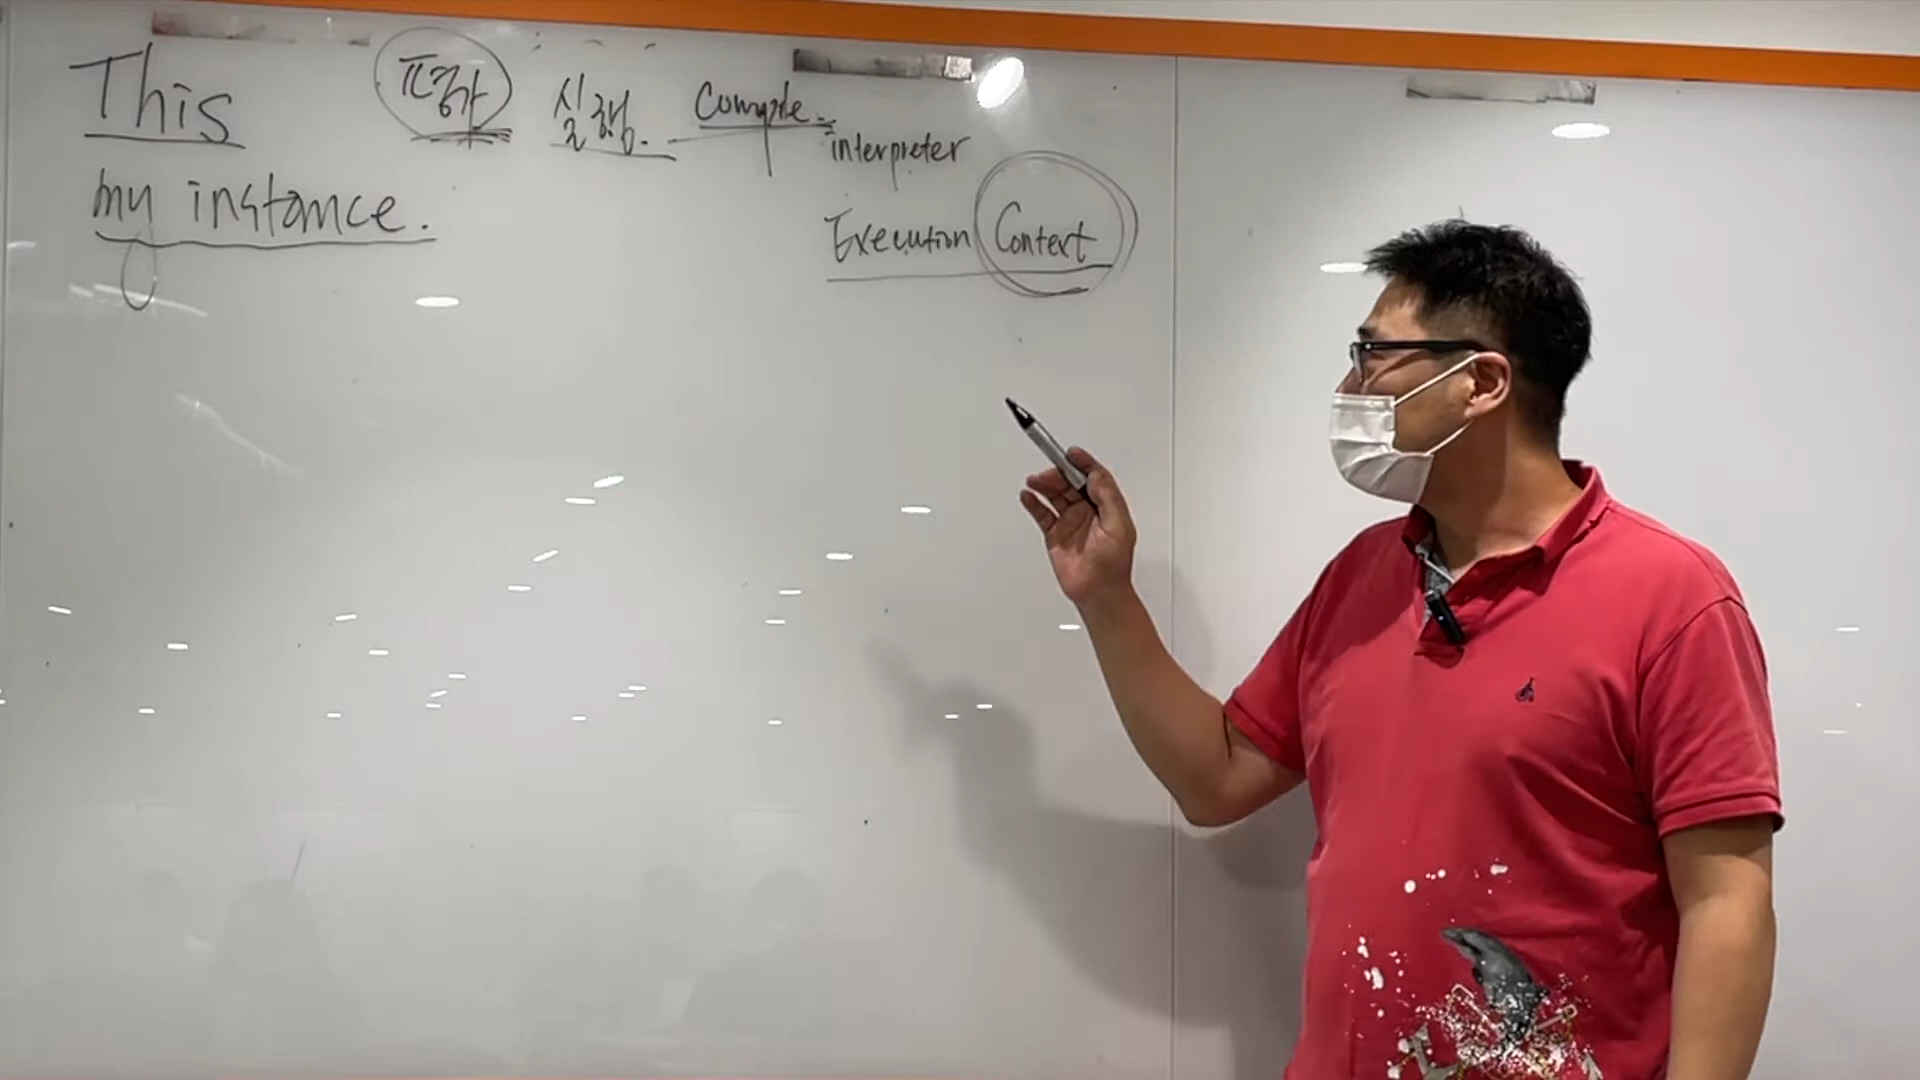 This 평가 실행. Compile.
interpreter
my instance.
Execution Context